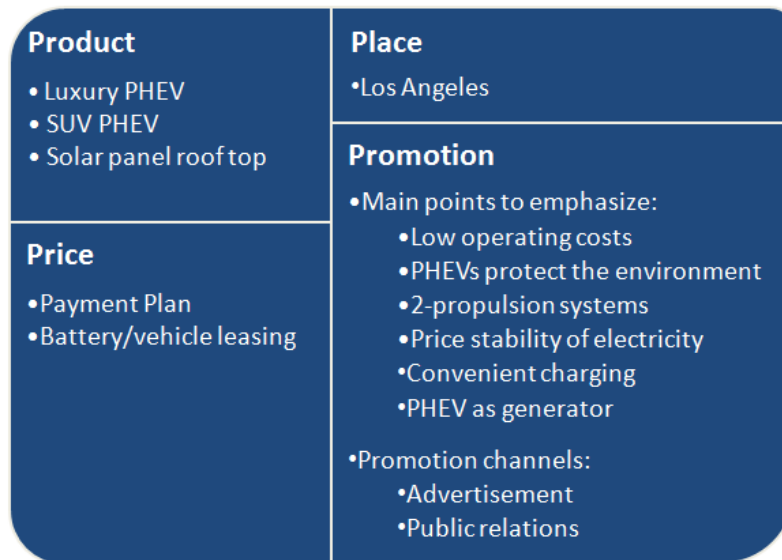 Product
• Luxury PHEV
• SUV PHEV
• Solar panel roof top
Price
•Payment Plan
•Battery/vehicle leasing
Place
•Los Angeles
Promotion
•Main points to emphasize:
•Low operating costs
•PHEVs protect the environment
•2-propulsion systems
•Price stability of electricity
•Convenient charging
•PHEV as generator
•Promotion channels:
•Advertisement
•Public relations